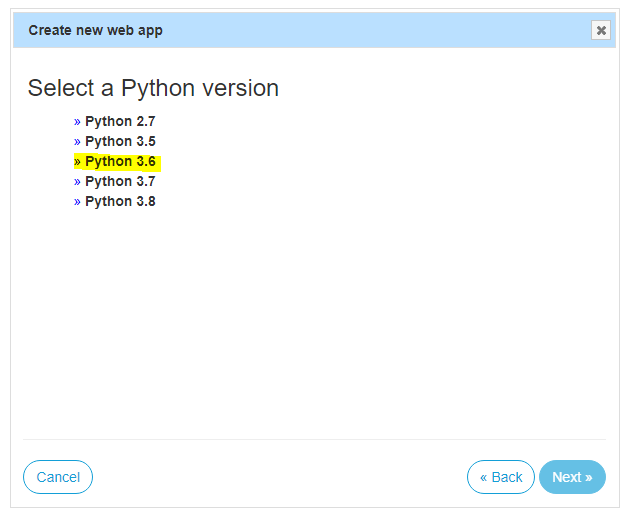 Create new web app
Select a Python version
» Python 2.7
» Python 3.5
» Python 3.6
» Python 3.7
» Python 3.8
Cancel
« Back
Next »